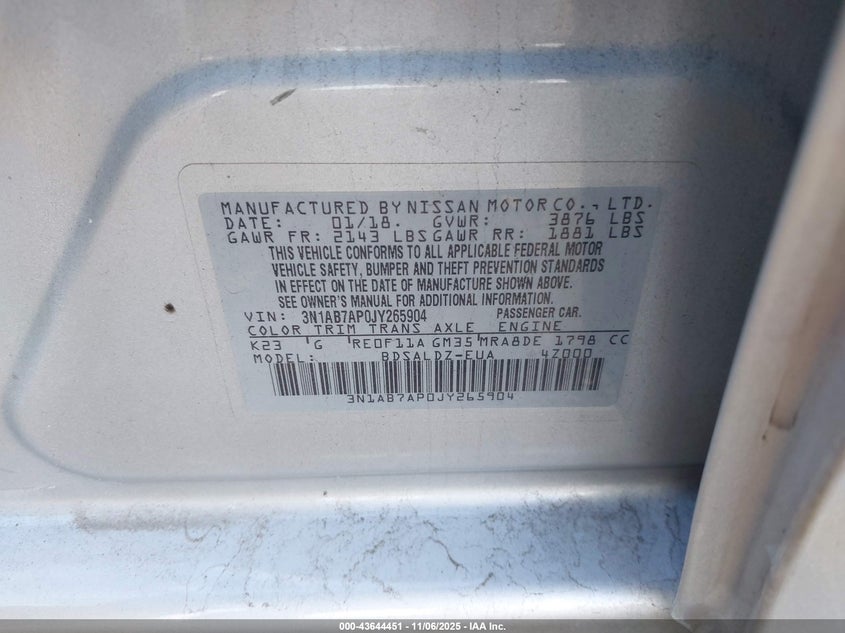 MANUFACTURED BY NISSAN MOTOR CO., LTD.
DATE: 01/18. GVWR: 3876 LBS
GAWR FR: 2143 LBS GAWR RR: 1881 LBS
THIS VEHICLE CONFORMS TO ALL APPLICABLE FEDERAL MOTOR
VEHICLE SAFETY, BUMPER AND THEFT PREVENTION STANDARDS
IN EFFECT ON THE DATE OF MANUFACTURE SHOWN ABOVE.
SEE OWNER'S MANUAL FOR ADDITIONAL INFORMATION.
VIN: 3N1AB7AP0JY265904 PASSENGER CAR.
COLOR TRIM TRANS AXLE ENGINE
K23 G RE0F11A GM35 MRA8DE 1798 CC
MODEL: BDSALDZ-EUA 4Z000
3N1AB7AP0JY265904
000-43644451 - 11/06/2025 - IAA Inc.